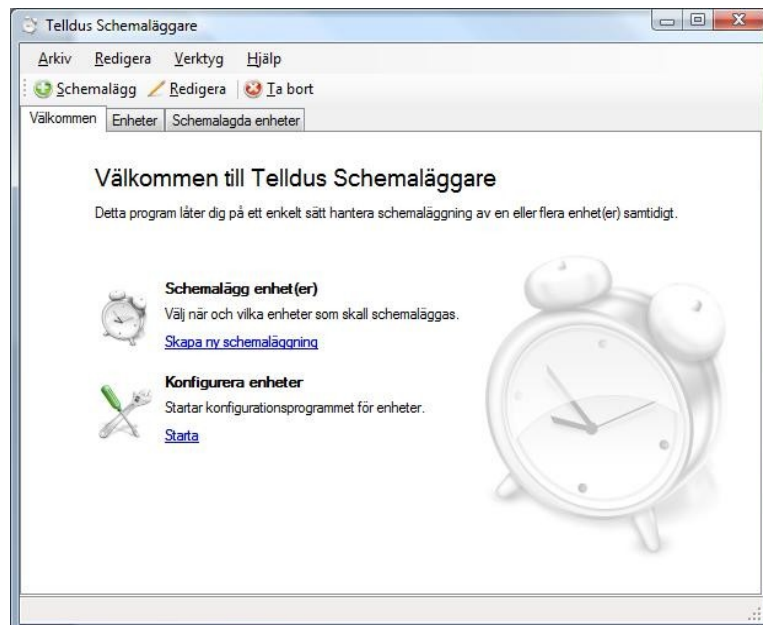 Telldus Schemaläggare
Arkiv Redigera Verktyg Hjälp
Schemalägg Redigera Ta bort
Välkommen Enheter Schemalagda enheter
Välkommen till Telldus Schemaläggare
Detta program låter dig på ett enkelt sätt hantera schemaläggning av en eller flera enhet(er) samtidigt.
Schemalägg enhet(er)
Välj när och vilka enheter som skall schemaläggas.
Skapa ny schemaläggning
Konfigurera enheter
Startar konfigurationsprogrammet för enheter.
Starta